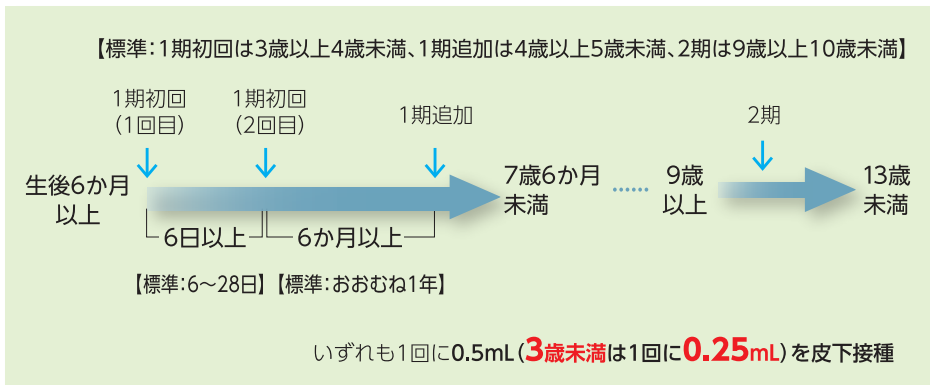 【標準：1期初回は3歳以上4歳未満、1期追加は4歳以上5歳未満、2期は9歳以上10歳未満】
1期初回
(1回目)
1期初回
(2回目)
1期追加
2期
生後6か月
以上
7歳6か月
未満
……
9歳
以上
13歳
未満
6日以上
6か月以上
【標準：6〜28日】
【標準：おおむね1年】
いずれも1回に0.5mL(3歳未満は1回に0.25mL)を皮下接種